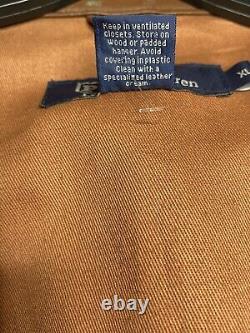 Keep in ventilated
closets. Store on
wood or padded
hanger. Avoid
covering in plastic
Clean with a
specialized leather
cream.
ren
XL